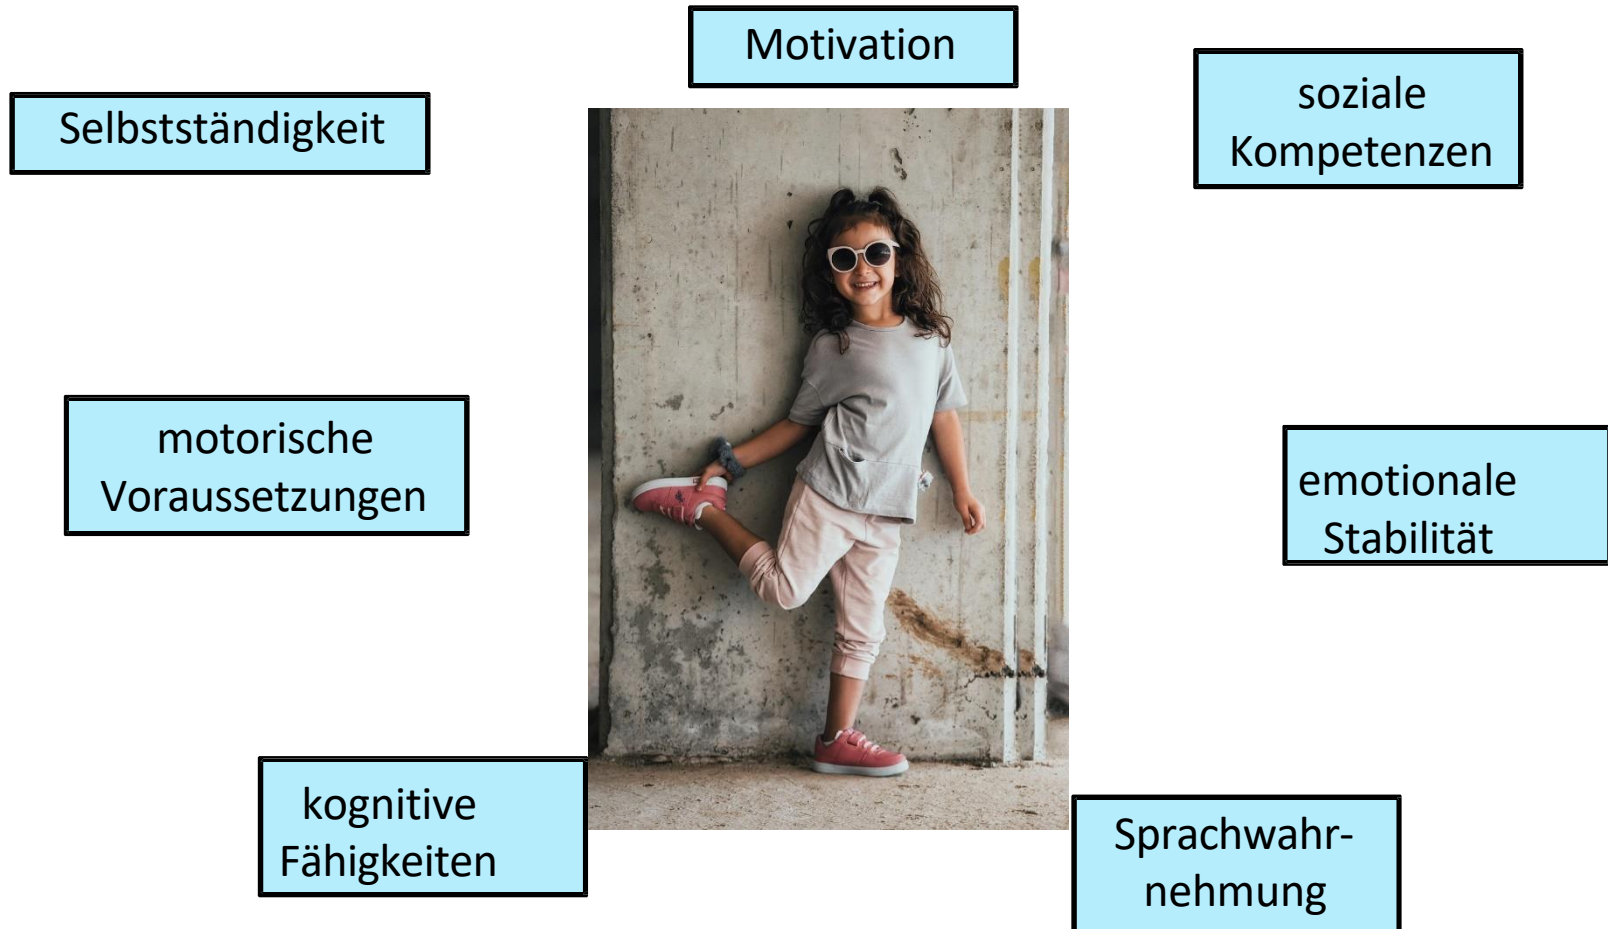 Motivation
soziale
Kompetenzen
Selbstständigkeit
motorische
Voraussetzungen
emotionale
Stabilität
kognitive
Fähigkeiten
Sprachwahr-
nehmung